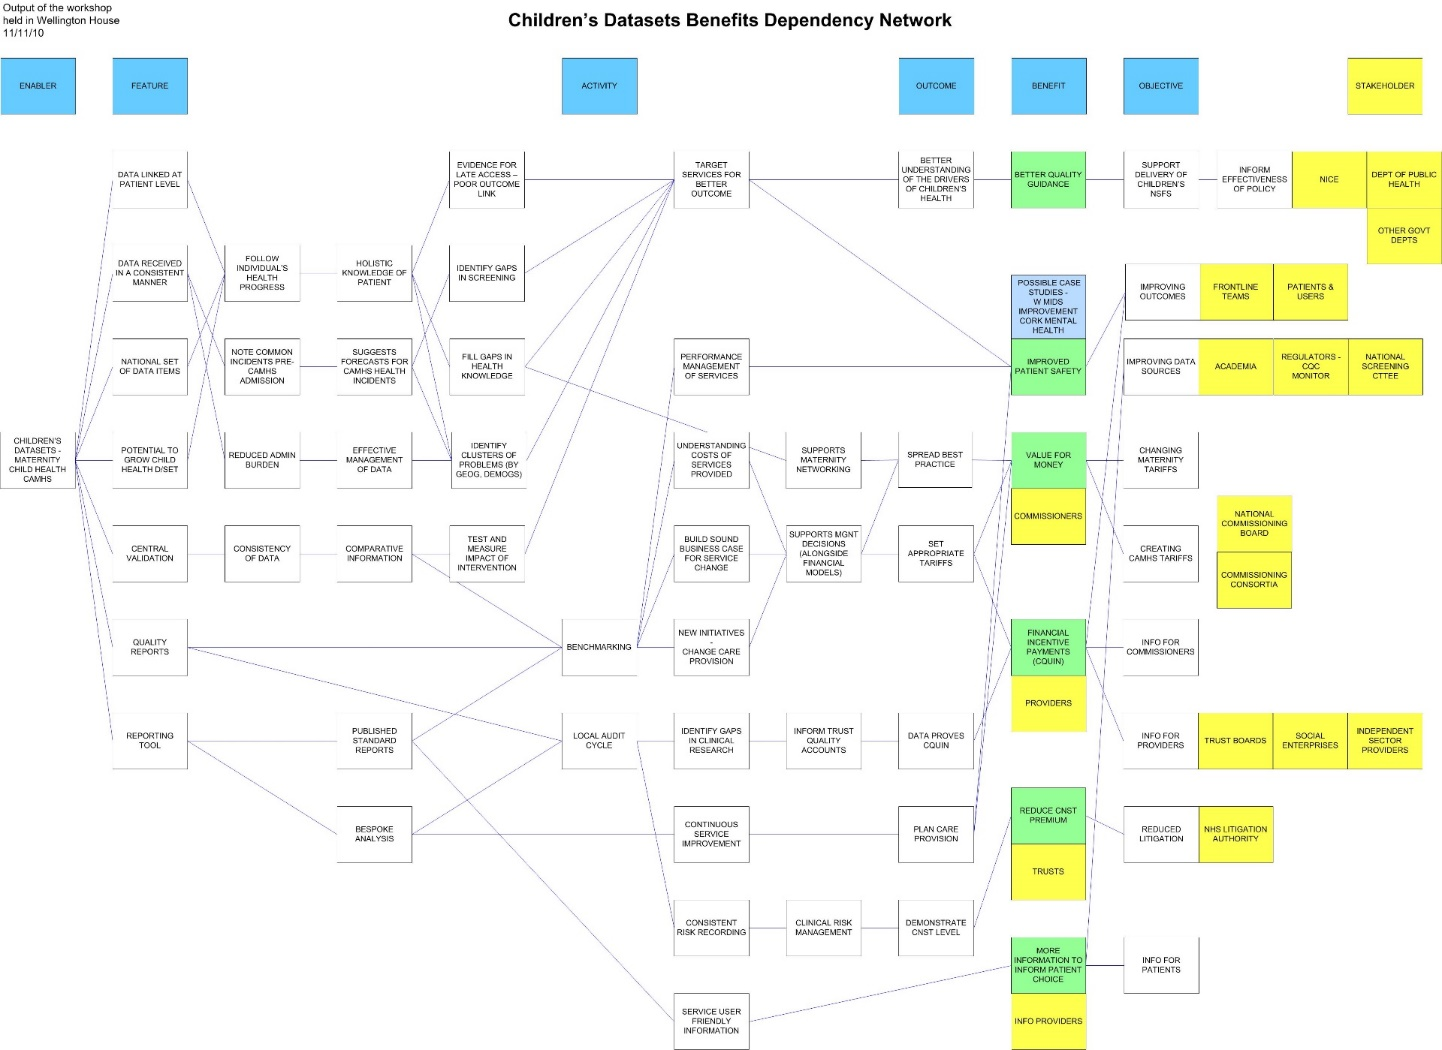 Output of the workshop
held in Wellington House
11/11/10
Children's Datasets Benefits Dependency Network
ENABLER
FEATURE
ACTIVITY
OUTCOME
BENEFIT
OBJECTIVE
STAKEHOLDER
DATA LINKED AT
PATIENT LEVEL
EVIDENCE FOR
LATE ACCESS –
POOR OUTCOME
LINK
TARGET
SERVICES FOR
BETTER
OUTCOME
BETTER
UNDERSTANDING
OF THE DRIVERS
OF CHILDREN'S
HEALTH
BETTER QUALITY
GUIDANCE
SUPPORT
DELIVERY OF
CHILDREN'S
NSFS
INFORM
EFFECTIVENESS
OF POLICY
NICE
DEPT OF PUBLIC
HEALTH
OTHER GOVT
DEPTS
DATA RECEIVED
IN A CONSISTENT
MANNER
FOLLOW
INDIVIDUAL'S
HEALTH
PROGRESS
HOLISTIC
KNOWLEDGE OF
PATIENT
IDENTIFY GAPS
IN SCREENING
POSSIBLE CASE
STUDIES -
W MIDS
IMPROVEMENT
CORK MENTAL
HEALTH
IMPROVING
OUTCOMES
FRONTLINE
TEAMS
PATIENTS &
USERS
NATIONAL SET
OF DATA ITEMS
NOTE COMMON
INCIDENTS PRE-
CAMHS
ADMISSION
SUGGESTS
FORECASTS FOR
CAMHS HEALTH
INCIDENTS
FILL GAPS IN
HEALTH
KNOWLEDGE
PERFORMANCE
MANAGEMENT
OF SERVICES
IMPROVED
PATIENT SAFETY
IMPROVING DATA
SOURCES
ACADEMIA
REGULATORS -
CQC
MONITOR
NATIONAL
SCREENING
CTTEE
CHILDREN'S
DATASETS -
MATERNITY
CHILD HEALTH
CAMHS
POTENTIAL TO
GROW CHILD
HEALTH D/SET
REDUCED ADMIN
BURDEN
EFFECTIVE
MANAGEMENT
OF DATA
IDENTIFY
CLUSTERS OF
PROBLEMS (BY
GEOG, DEMOGS)
UNDERSTANDING
COSTS OF
SERVICES
PROVIDED
SUPPORTS
MATERNITY
NETWORKING
SPREAD BEST
PRACTICE
VALUE FOR
MONEY
CHANGING
MATERNITY
TARIFFS
COMMISSIONERS
CENTRAL
VALIDATION
CONSISTENCY
OF DATA
COMPARATIVE
INFORMATION
TEST AND
MEASURE
IMPACT OF
INTERVENTION
BUILD SOUND
BUSINESS CASE
FOR SERVICE
CHANGE
SUPPORTS MGNT
DECISIONS
(ALONGSIDE
FINANCIAL
MODELS)
SET
APPROPRIATE
TARIFFS
CREATING
CAMHS TARIFFS
NATIONAL
COMMISSIONING
BOARD
COMMISSIONING
CONSORTIA
QUALITY
REPORTS
BENCHMARKING
NEW INITIATIVES
-
CHANGE CARE
PROVISION
FINANCIAL
INCENTIVE
PAYMENTS
(CQUIN)
INFO FOR
COMMISSIONERS
PROVIDERS
REPORTING
TOOL
PUBLISHED
STANDARD
REPORTS
LOCAL AUDIT
CYCLE
IDENTIFY GAPS
IN CLINICAL
RESEARCH
INFORM TRUST
QUALITY
ACCOUNTS
DATA PROVES
CQUIN
INFO FOR
PROVIDERS
TRUST BOARDS
SOCIAL
ENTERPRISES
INDEPENDENT
SECTOR
PROVIDERS
BESPOKE
ANALYSIS
CONTINUOUS
SERVICE
IMPROVEMENT
PLAN CARE
PROVISION
REDUCE CNST
PREMIUM
REDUCED
LITIGATION
NHS LITIGATION
AUTHORITY
TRUSTS
CONSISTENT
RISK RECORDING
CLINICAL RISK
MANAGEMENT
DEMONSTRATE
CNST LEVEL
MORE
INFORMATION TO
INFORM PATIENT
CHOICE
INFO FOR
PATIENTS
SERVICE USER
FRIENDLY
INFORMATION
INFO PROVIDERS